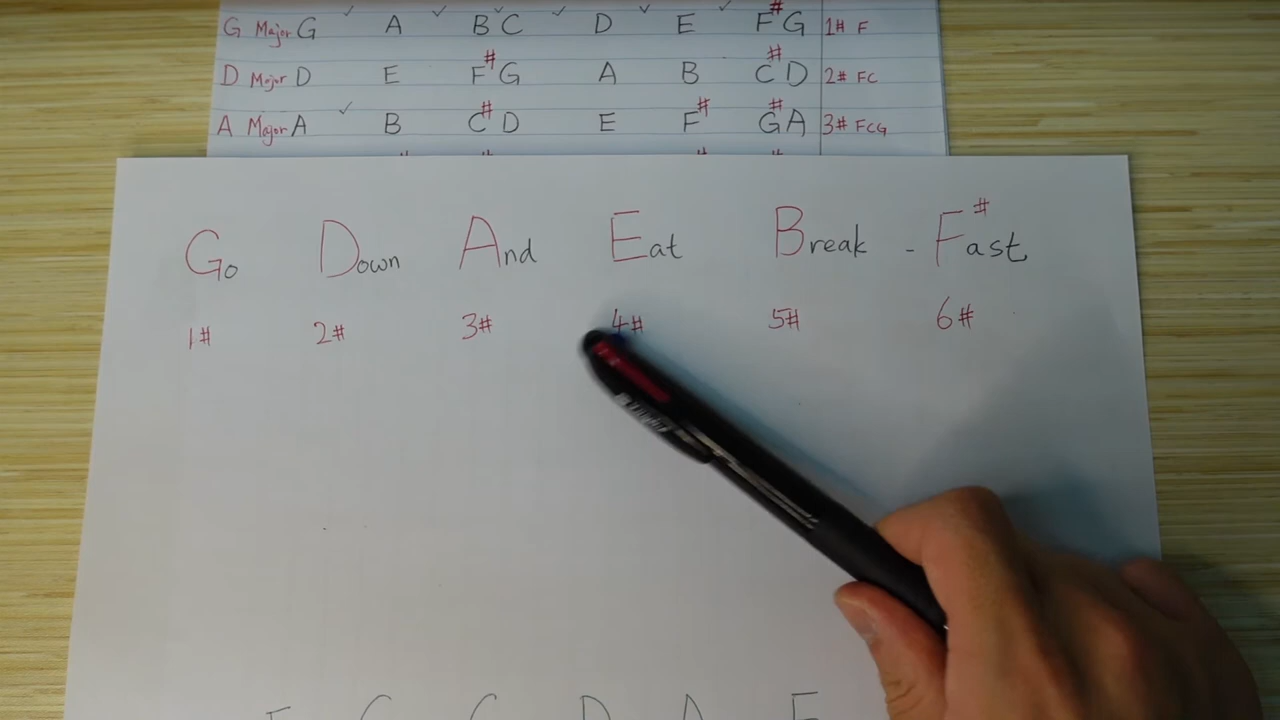 G Major G A B C D E F# G 1# F
D Major D E F# G A B C# D 2# FC
A Major A B C# D E F# G# A 3# FCG
Go Down And Eat Break - F#ast
1# 2# 3# 4# 5# 6#